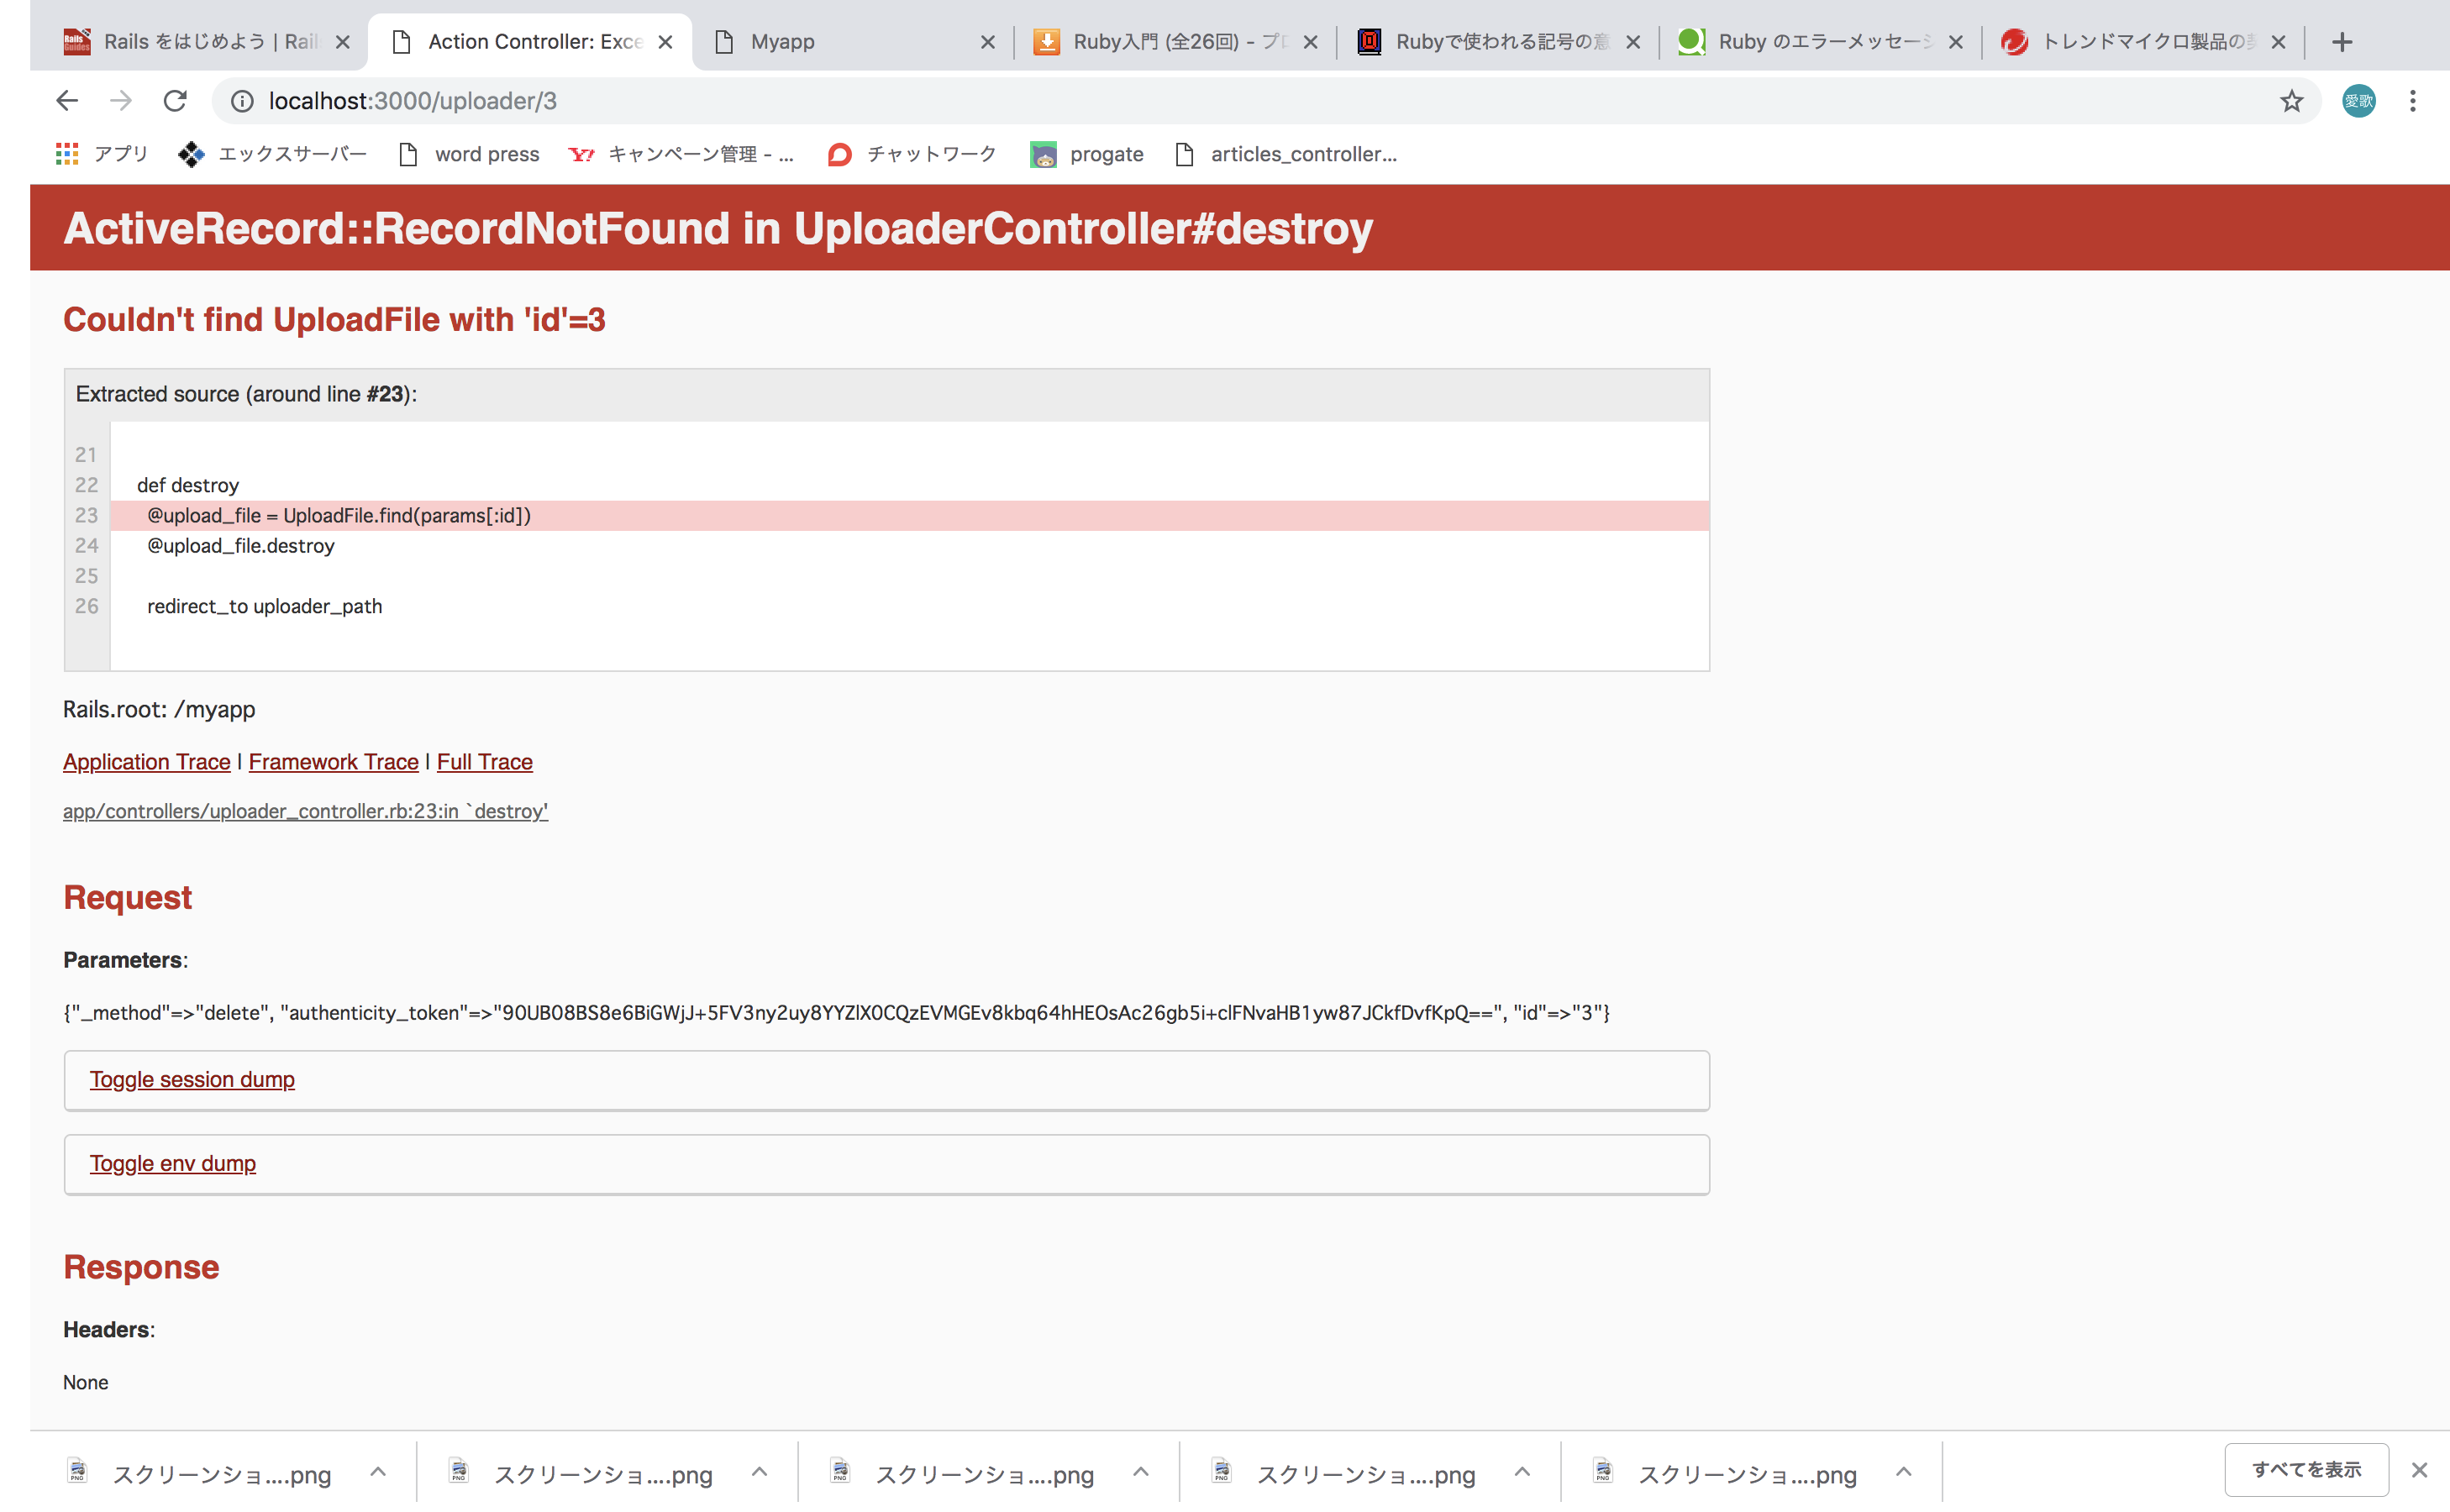 Rails をはじめよう | Rail
Action Controller: Exce
Myapp
Ruby入門 (全26回) - プロ
Rubyで使われる記号の意
Ruby のエラーメッセージ
トレンドマイクロ製品の
localhost:3000/uploader/3
愛歌
アプリ
エックスサーバー
word press
キャンペーン管理 - ...
チャットワーク
progate
articles_controller...
ActiveRecord::RecordNotFound in UploaderController#destroy
Couldn't find UploadFile with 'id'=3
Extracted source (around line #23):
21
22 def destroy
23 @upload_file = UploadFile.find(params[:id])
24 @upload_file.destroy
25
26 redirect_to uploader_path
Rails.root: /myapp
Application Trace | Framework Trace | Full Trace
app/controllers/uploader_controller.rb:23:in `destroy'
Request
Parameters:
{"_method"=>"delete", "authenticity_token"=>"90UB08BS8e6BiGWjJ+5FV3ny2uy8YYZlX0CQzEVMGEv8kbq64hHEOsAc26gb5i+clFNvaHB1yw87JCkfDvfKpQ==", "id"=>"3"}
Toggle session dump
Toggle env dump
Response
Headers:
None
スクリーンショ....png
スクリーンショ....png
スクリーンショ....png
スクリーンショ....png
スクリーンショ....png
すべてを表示